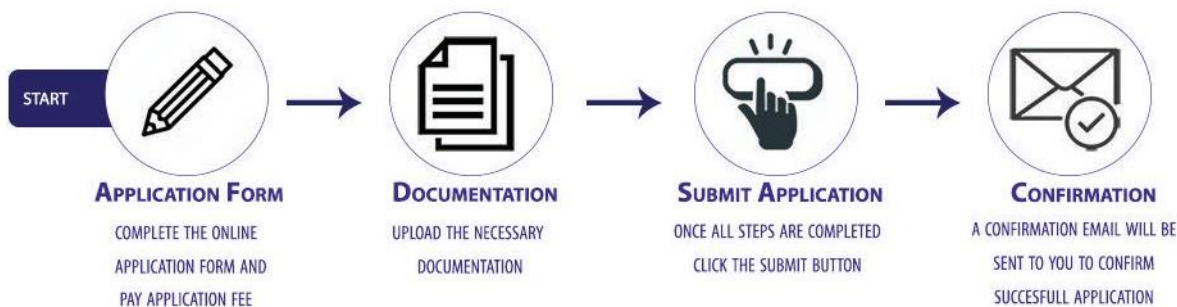 START
APPLICATION FORM
COMPLETE THE ONLINE
APPLICATION FORM AND
PAY APPLICATION FEE
DOCUMENTATION
UPLOAD THE NECESSARY
DOCUMENTATION
SUBMIT APPLICATION
ONCE ALL STEPS ARE COMPLETED
CLICK THE SUBMIT BUTTON
CONFIRMATION
A CONFIRMATION EMAIL WILL BE
SENT TO YOU TO CONFIRM
SUCCESFULL APPLICATION